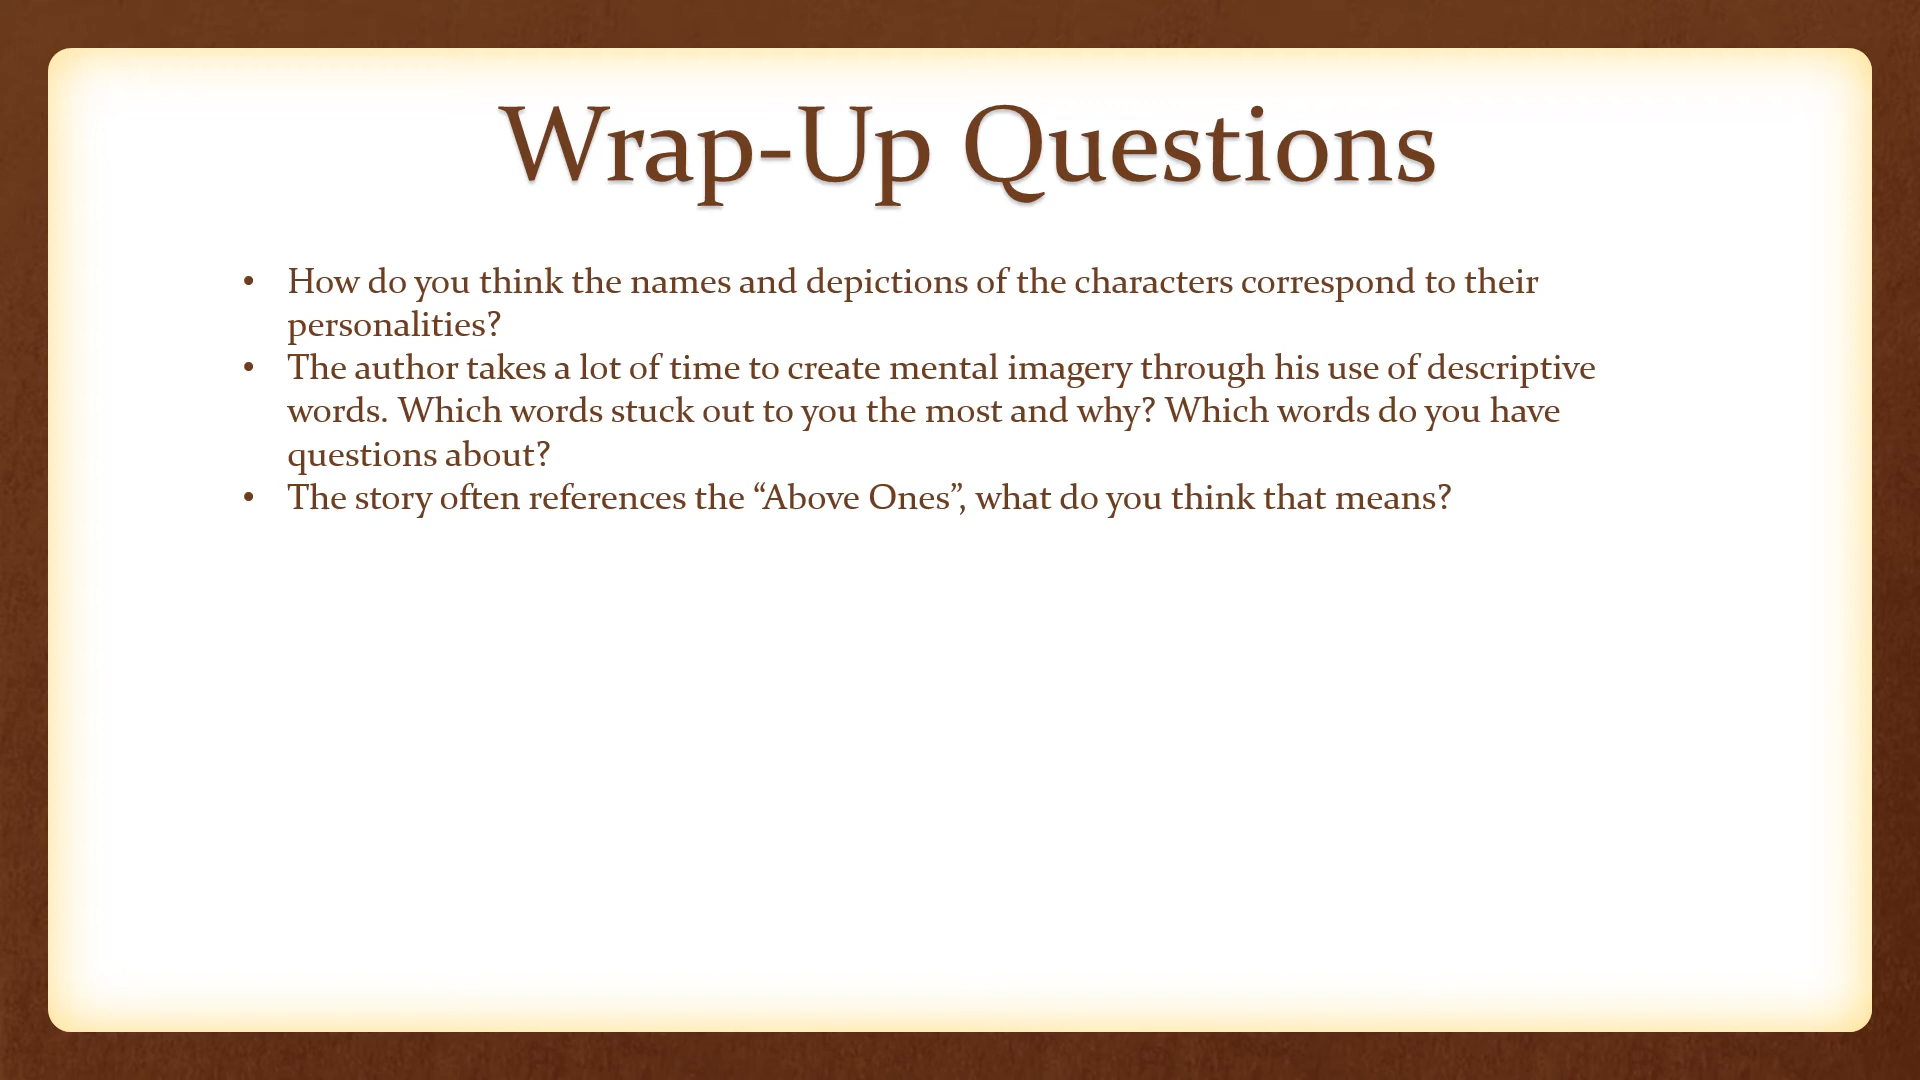 Wrap-Up Questions
• How do you think the names and depictions of the characters correspond to their
personalities?
• The author takes a lot of time to create mental imagery through his use of descriptive
words. Which words stuck out to you the most and why? Which words do you have
questions about?
• The story often references the “Above Ones”, what do you think that means?